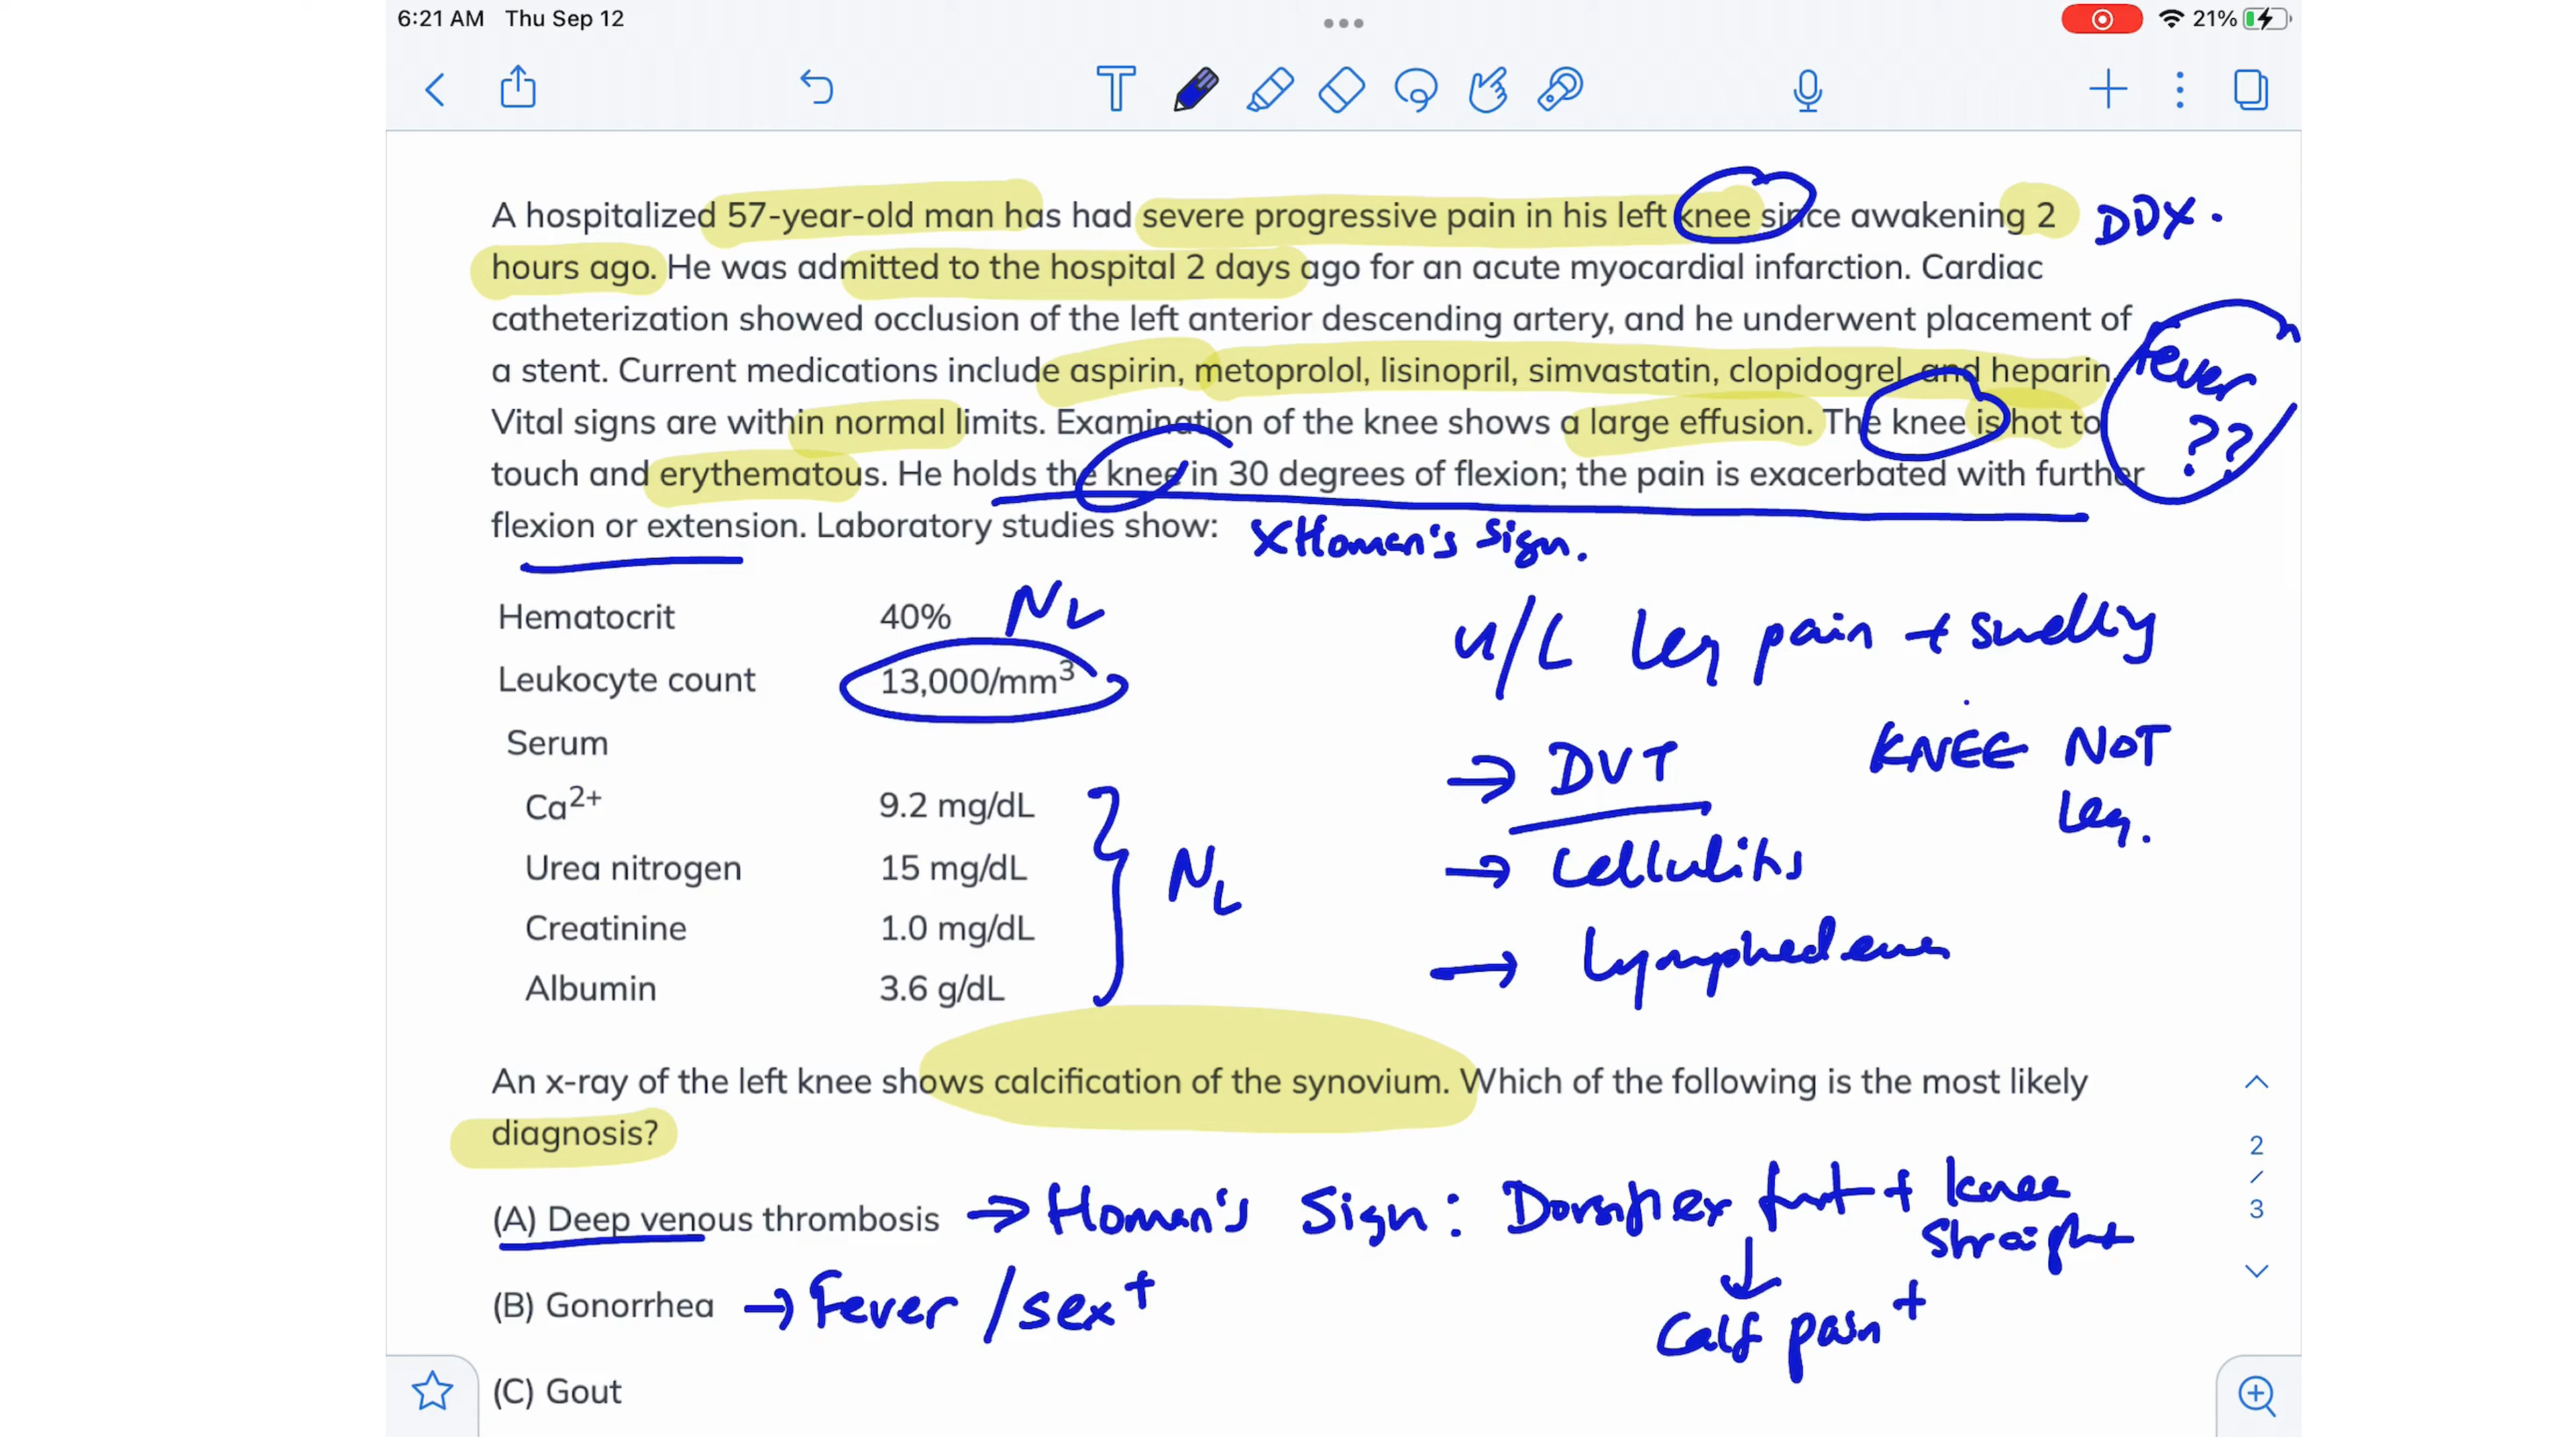 6:21 AM Thu Sep 12
21%
A hospitalized 57-year-old man has had severe progressive pain in his left knee since awakening 2
DDX.
hours ago. He was admitted to the hospital 2 days ago for an acute myocardial infarction. Cardiac
catheterization showed occlusion of the left anterior descending artery, and he underwent placement of
a stent. Current medications include aspirin, metoprolol, lisinopril, simvastatin, clopidogrel, and heparin.
fever
Vital signs are within normal limits. Examination of the knee shows a large effusion. The knee is hot to
??
touch and erythematous. He holds the knee in 30 degrees of flexion; the pain is exacerbated with further
flexion or extension. Laboratory studies show:
XHoman's Sign.
Hematocrit 40% NL
u/L Leg pain +
Leukocyte count 13,000/mm³
Serum
→ DVT
KNEE NOT
Leg.
Ca2+ 9.2 mg/dL
Urea nitrogen 15 mg/dL NL
→ Cellulitis
Creatinine 1.0 mg/dL
→ Lymphedema
Albumin 3.6 g/dL
An x-ray of the left knee shows calcification of the synovium. Which of the following is the most likely
diagnosis?
2
/
3
(A) Deep venous thrombosis → Homan's Sign: Dorsiflex foot + knee
straight
↓
(B) Gonorrhea → Fever / sex+
Calf pain+
(C) Gout